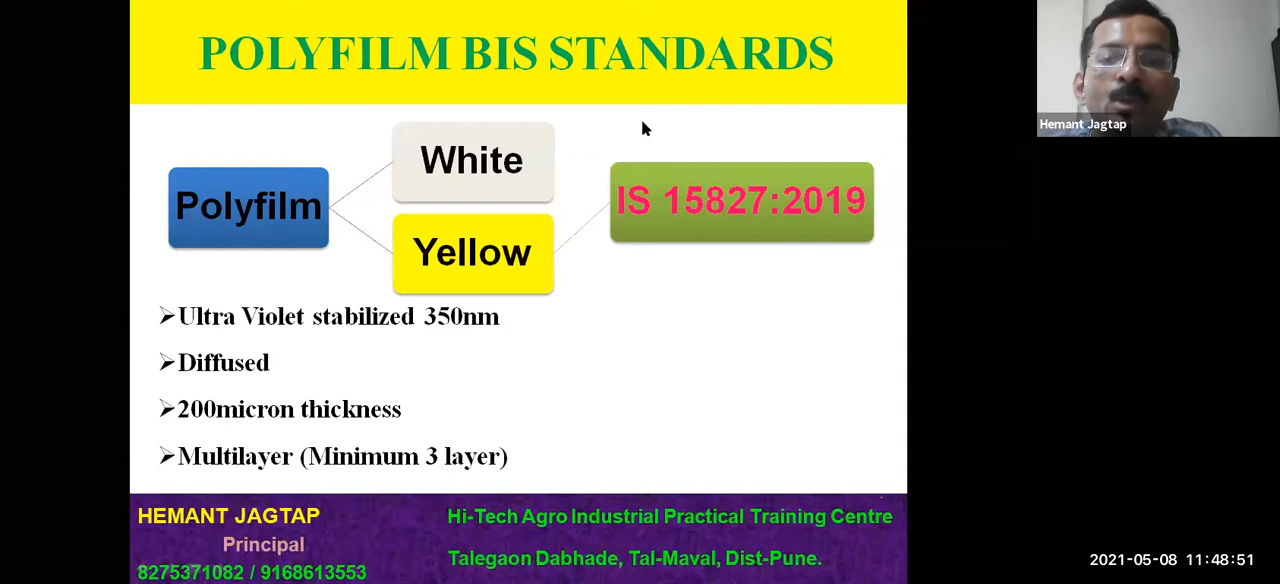 POLYFILM BIS STANDARDS
Hemant Jagtap
White
Polyfilm
IS 15827:2019
Yellow
➢Ultra Violet stabilized 350nm
➢Diffused
➢200micron thickness
➢Multilayer (Minimum 3 layer)
HEMANT JAGTAP
Principal
8275371082 / 9168613553
Hi-Tech Agro Industrial Practical Training Centre
Talegaon Dabhade, Tal-Maval, Dist-Pune.
2021-05-08 11:48:51